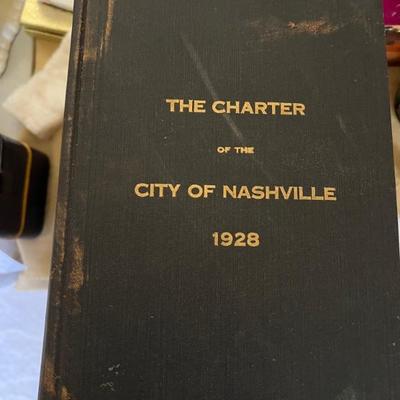 THE CHARTER
OF THE
CITY OF NASHVILLE
1928